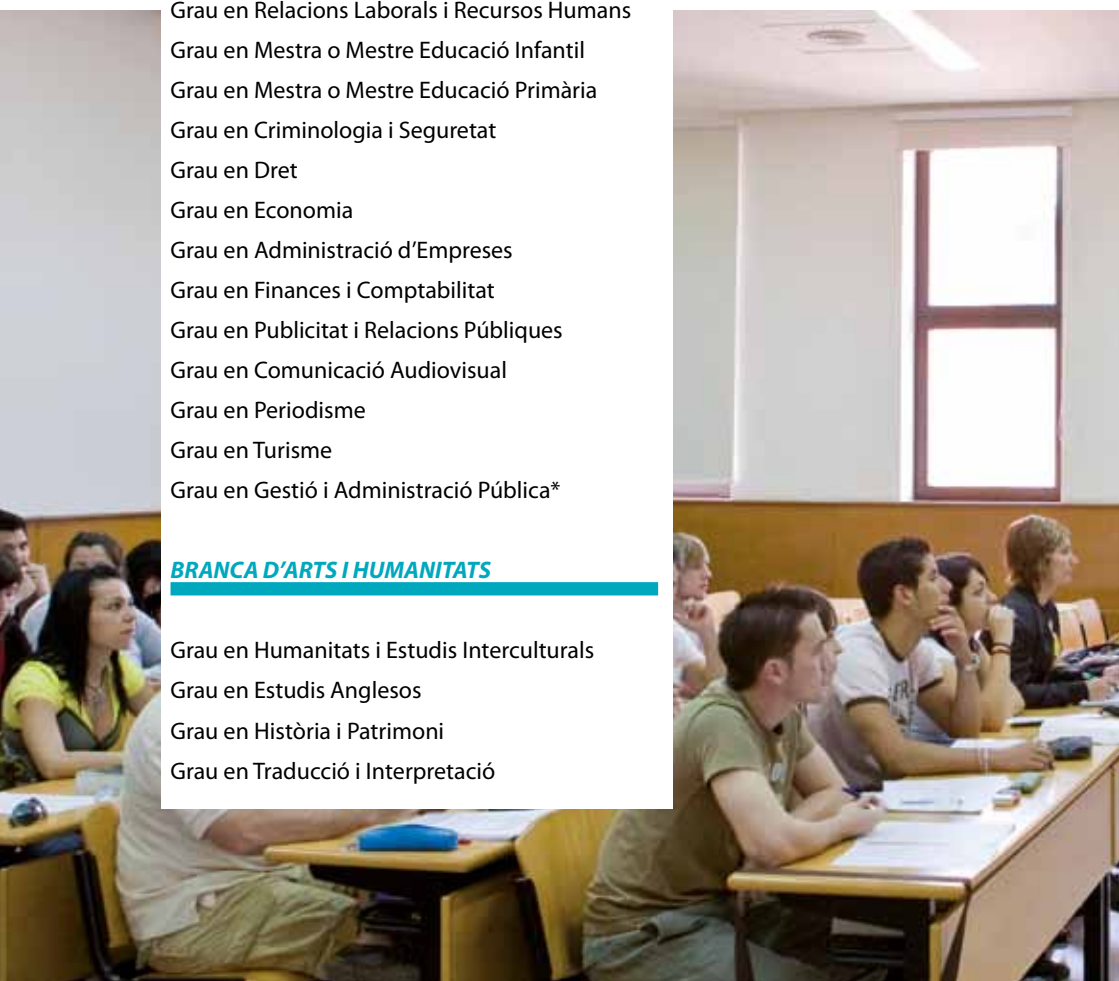 Grau en Relacions Laborals i Recursos Humans
Grau en Mestra o Mestre Educació Infantil
Grau en Mestra o Mestre Educació Primària
Grau en Criminologia i Seguretat
Grau en Dret
Grau en Economia
Grau en Administració d’Empreses
Grau en Finances i Comptabilitat
Grau en Publicitat i Relacions Públiques
Grau en Comunicació Audiovisual
Grau en Periodisme
Grau en Turisme
Grau en Gestió i Administració Pública*
BRANCA D’ARTS I HUMANITATS
Grau en Humanitats i Estudis Interculturals
Grau en Estudis Anglesos
Grau en Història i Patrimoni
Grau en Traducció i Interpretació